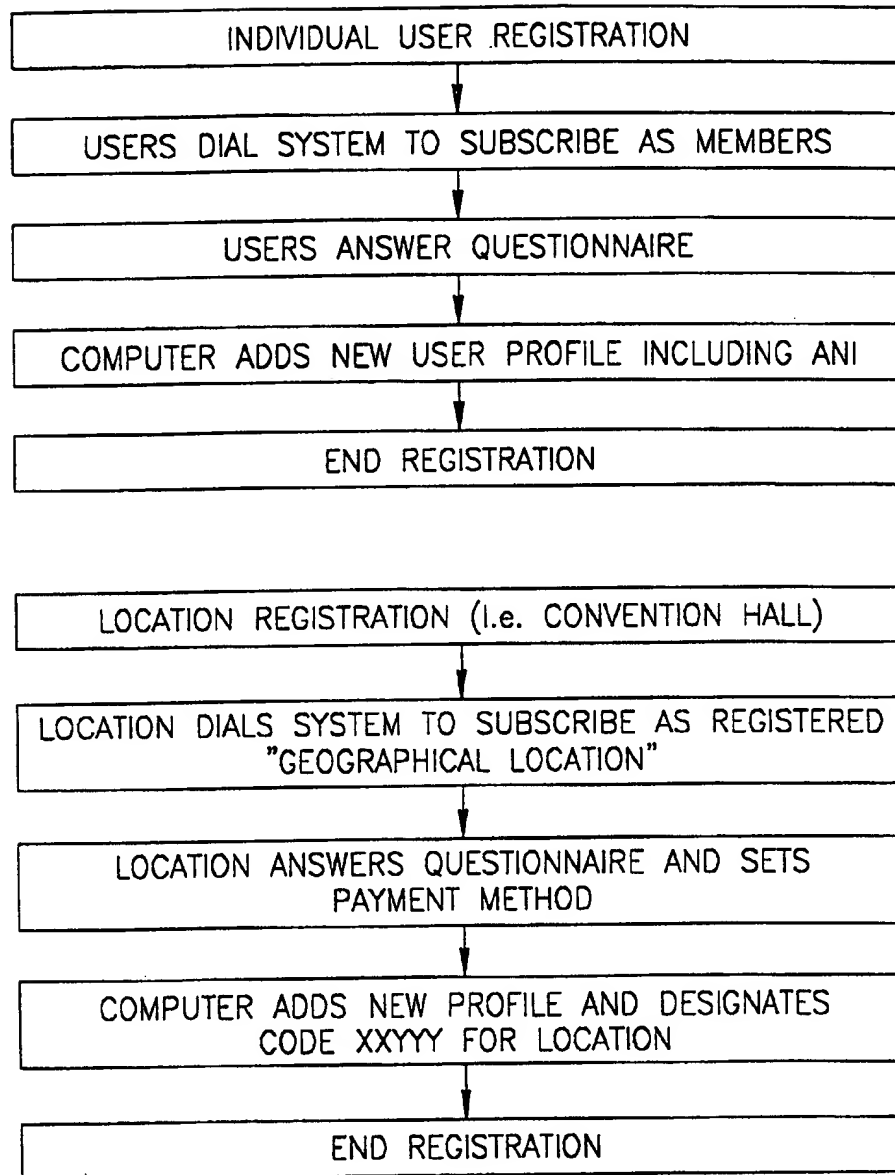 INDIVIDUAL USER REGISTRATION
USERS DIAL SYSTEM TO SUBSCRIBE AS MEMBERS
USERS ANSWER QUESTIONNAIRE
COMPUTER ADDS NEW USER PROFILE INCLUDING ANI
END REGISTRATION
LOCATION REGISTRATION (I.e. CONVENTION HALL)
LOCATION DIALS SYSTEM TO SUBSCRIBE AS REGISTERED
"GEOGRAPHICAL LOCATION"
LOCATION ANSWERS QUESTIONNAIRE AND SETS
PAYMENT METHOD
COMPUTER ADDS NEW PROFILE AND DESIGNATES
CODE XXYYY FOR LOCATION
END REGISTRATION